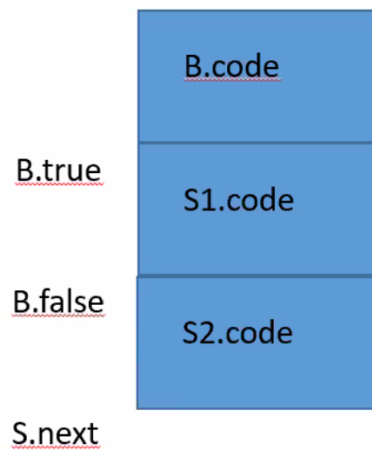 B.code
B.true
S1.code
B.false
S2.code
S.next